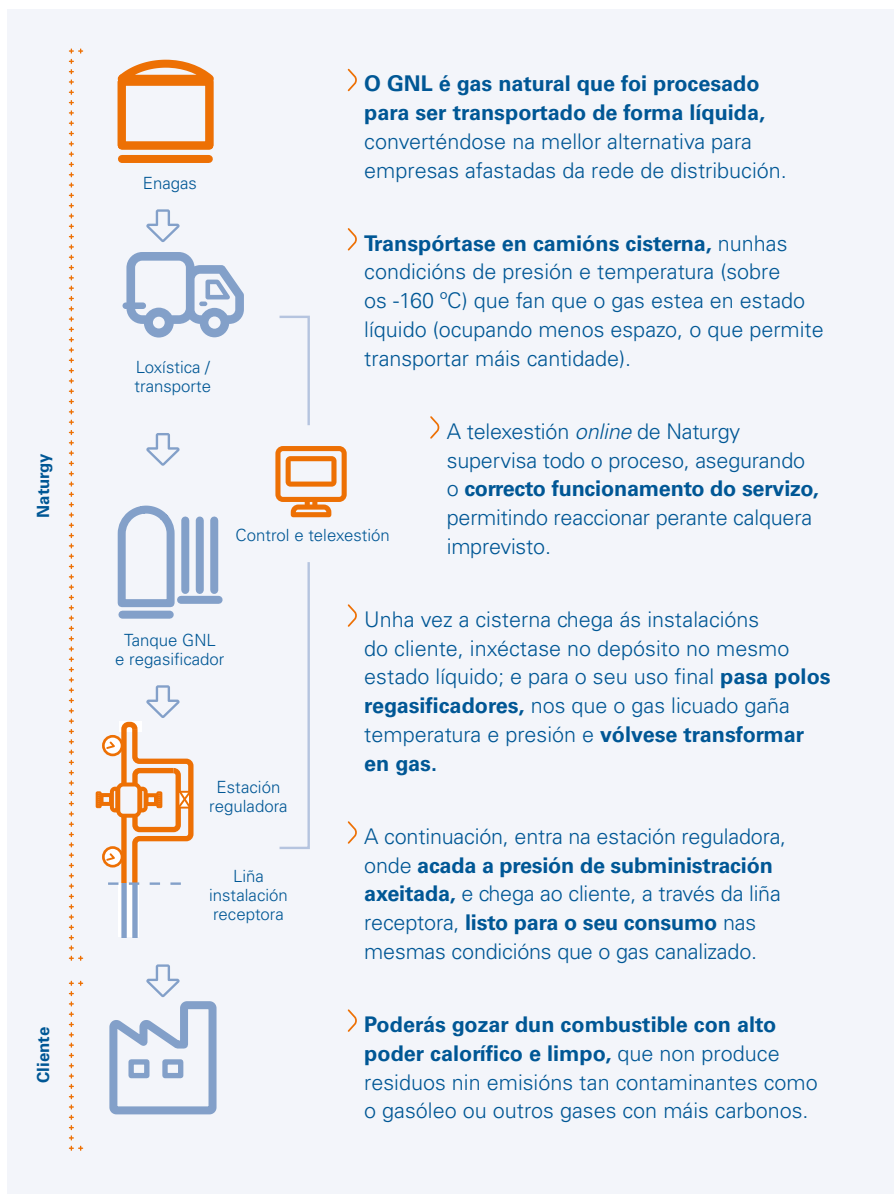 O GNL é gas natural que foi procesado
para ser transportado de forma líquida,
converténdose na mellor alternativa para
empresas afastadas da rede de distribución.
Enagas
Transpórtase en camións cisterna, nunhas
condicións de presión e temperatura (sobre
os -160 ºC) que fan que o gas estea en estado
líquido (ocupando menos espazo, o que permite
transportar máis cantidade).
Loxística /
transporte
A telexestión online de Naturgy
supervisa todo o proceso, asegurando
o correcto funcionamento do servizo,
permitindo reaccionar perante calquera
imprevisto.
Naturgy
Control e telexestión
Unha vez a cisterna chega ás instalacións
do cliente, inxéctase no depósito no mesmo
estado líquido; e para o seu uso final pasa polos
regasificadores, nos que o gas licuado gaña
temperatura e presión e vólvese transformar
en gas.
Tanque GNL
e regasificador
Estación
reguladora
A continuación, entra na estación reguladora,
onde acada a presión de subministración
axeitada, e chega ao cliente, a través da liña
receptora, listo para o seu consumo nas
mesmas condicións que o gas canalizado.
Liña
instalación
receptora
Cliente
Poderás gozar dun combustible con alto
poder calorífico e limpo, que non produce
residuos nin emisións tan contaminantes como
o gasóleo ou outros gases con máis carbonos.